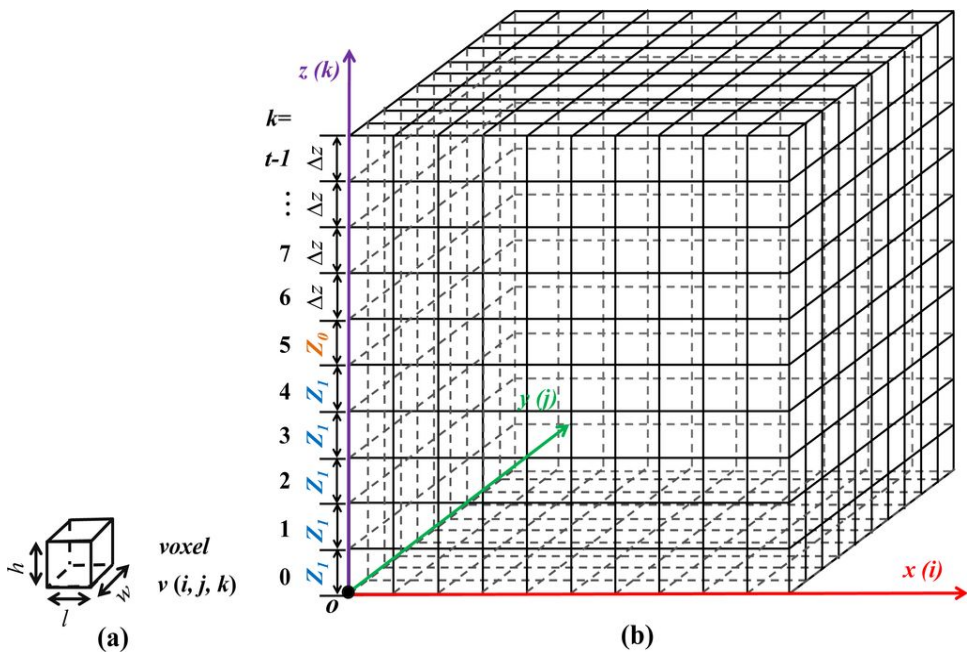 z (k)
k=
t-1 Δz
⋮ Δz
7 Δz
6 Δz
5 Z₀
4 Z₁
3 Z₁
2 Z₁
1 Z₁
0 Z₁
y (j)
x (i)
o
h
l
w
voxel
v (i, j, k)
(a)
(b)